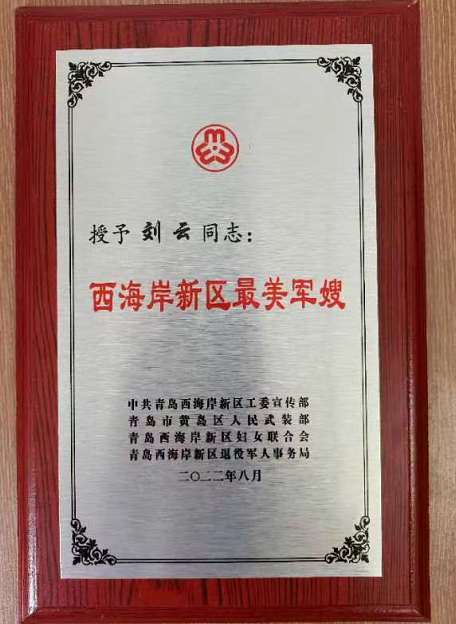 授予 刘云 同志：
西海岸新区最美军嫂
中共青岛西海岸新区工委宣传部
青岛市黄岛区人民武装部
青岛西海岸新区妇女联合会
青岛西海岸新区退役军人事务局
二〇二二年八月